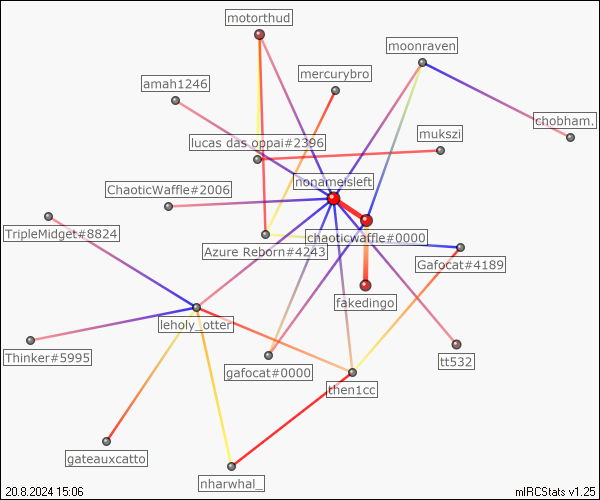 motorthud
moonraven
mercurybro
amah1246
chobham.
mukszi
lucas das oppai#2396
nonameisleft
ChaoticWaffle#2006
TripleMidget#8824
chaoticwaffle#0000
Azure Reborn#4243
Gafocat#4189
fakedingo
leholy_otter
Thinker#5995
tt532
gafocat#0000
then1cc
gateauxcatto
nharwhal_
20.8.2024 15:06
mIRCStats v1.25